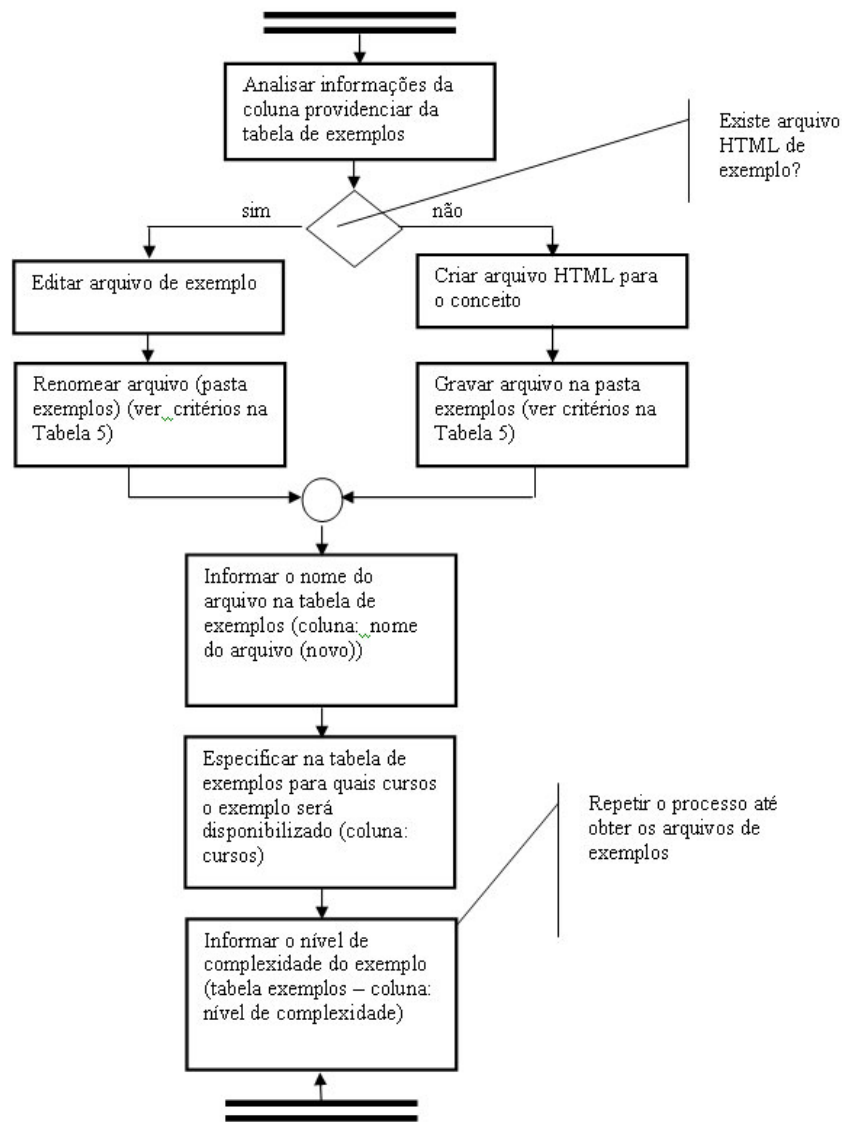 Analisar informações da
coluna providenciar da
tabela de exemplos
Existe arquivo
HTML de
exemplo?
sim
não
Editar arquivo de exemplo
Criar arquivo HTML para
o conceito
Renomear arquivo (pasta
exemplos) (ver critérios na
Tabela 5)
Gravar arquivo na pasta
exemplos (ver critérios na
Tabela 5)
Informar o nome do
arquivo na tabela de
exemplos (coluna: nome
do arquivo (novo))
Especificar na tabela de
exemplos para quais cursos
o exemplo será
disponibilizado (coluna:
cursos)
Repetir o processo até
obter os arquivos de
exemplos
Informar o nível de
complexidade do exemplo
(tabela exemplos – coluna:
nível de complexidade)